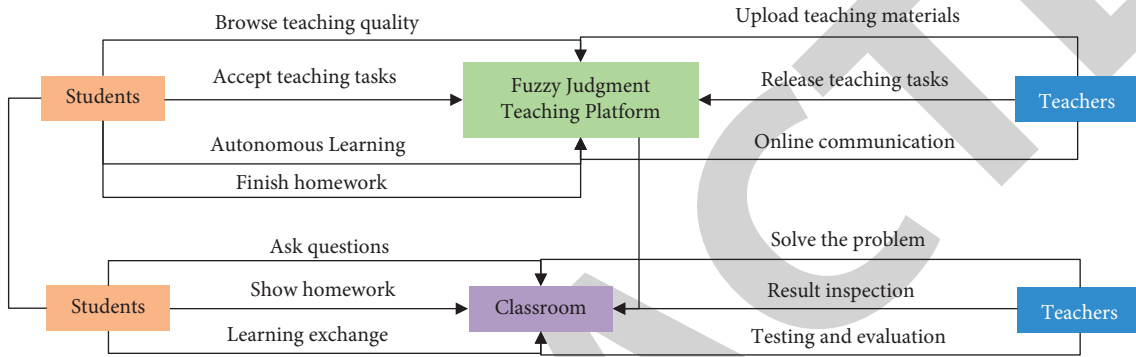 Browse teaching quality
Upload teaching materials
Students
Accept teaching tasks
Fuzzy Judgment
Teaching Platform
Release teaching tasks
Teachers
Autonomous Learning
Online communication
Finish homework
Ask questions
Solve the problem
Students
Show homework
Classroom
Result inspection
Teachers
Learning exchange
Testing and evaluation